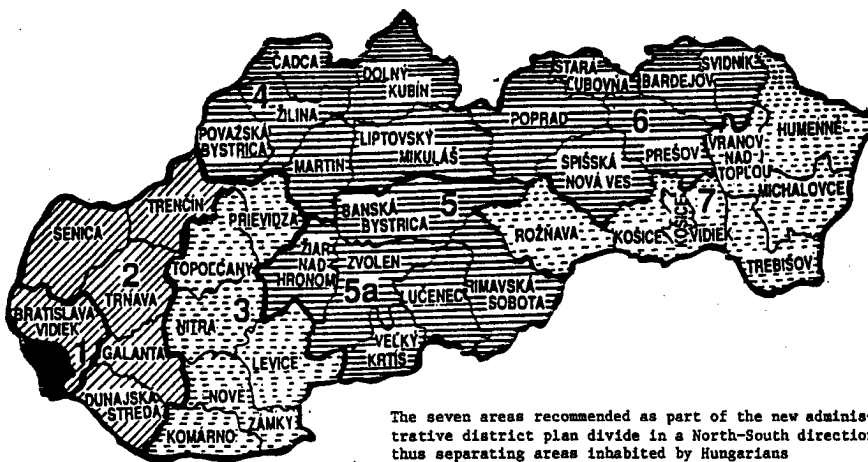 ČADCA
DOLNÝ
KUBÍN
STARÁ
ĽUBOVŇA
SVIDNÍK
BARDEJOV
4
ŽILINA
POVAŽSKÁ
BYSTRICA
LIPTOVSKÝ
MIKULÁŠ
MARTIN
POPRAD
6
PREŠOV
SPIŠSKÁ
NOVÁ VES
HUMENNÉ
VRANOV
NAD
TOPĽOU
MICHALOVCE
TRENČÍN
PRIEVIDZA
BANSKÁ
BYSTRICA
5
ROŽŇAVA
KOŠICE
KOŠICE
7
VIDIEK
TREBIŠOV
SENICA
2
TRNAVA
TOPOĽČANY
ŽIAR
NAD
HRONOM
ZVOLEN
5a
LUČENEC
RIMAVSKÁ
SOBOTA
BRATISLAVA
VIDIEK
1
NITRA
3
GALANTA
LEVICE
VEĽKÝ
KRTÍŠ
DUNAJSKÁ
STREDA
NOVÉ
ZÁMKY
KOMÁRNO
The seven areas recommended as part of the new adminis-
trative district plan divide in a North-South direction
thus separating areas inhabited by Hungarians